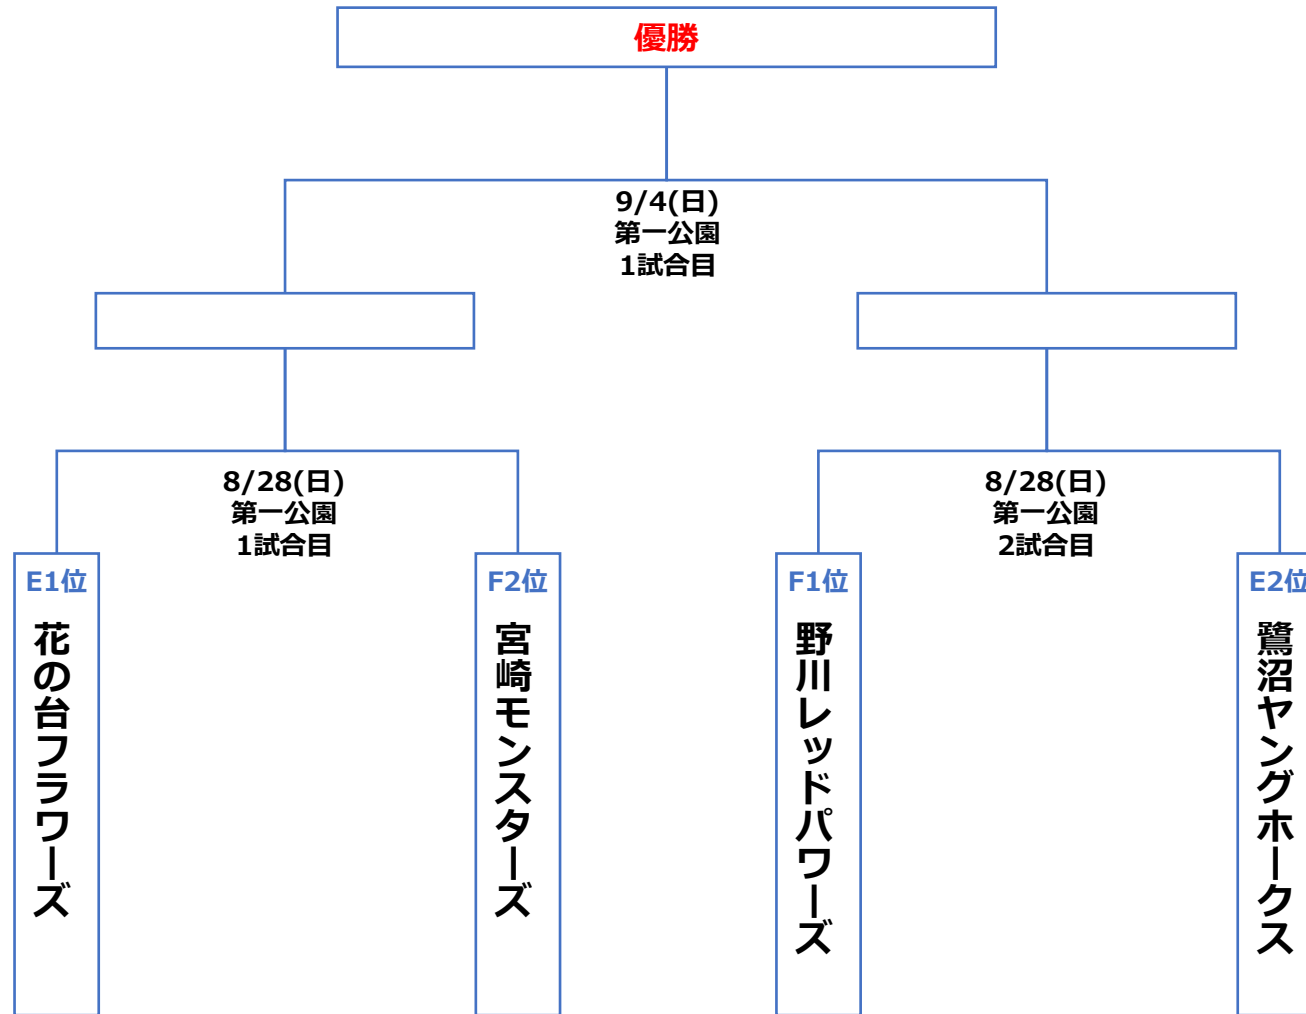 優勝
9/4(日)
第一公園
1試合目
8/28(日)
第一公園
1試合目
8/28(日)
第一公園
2試合目
E1位
花の台フラワーズ
F2位
宮崎モンスターズ
F1位
野川レッドパワーズ
E2位
鷺沼ヤングホークス